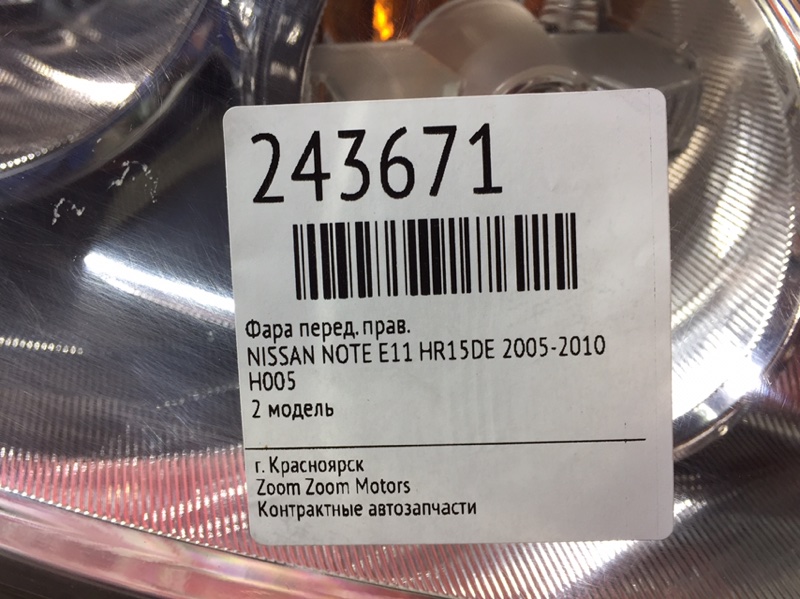 243671
Фара перед. прав.
NISSAN NOTE E11 HR15DE 2005-2010
H005
2 модель
г. Красноярск
Zoom Zoom Motors
Контрактные автозапчасти